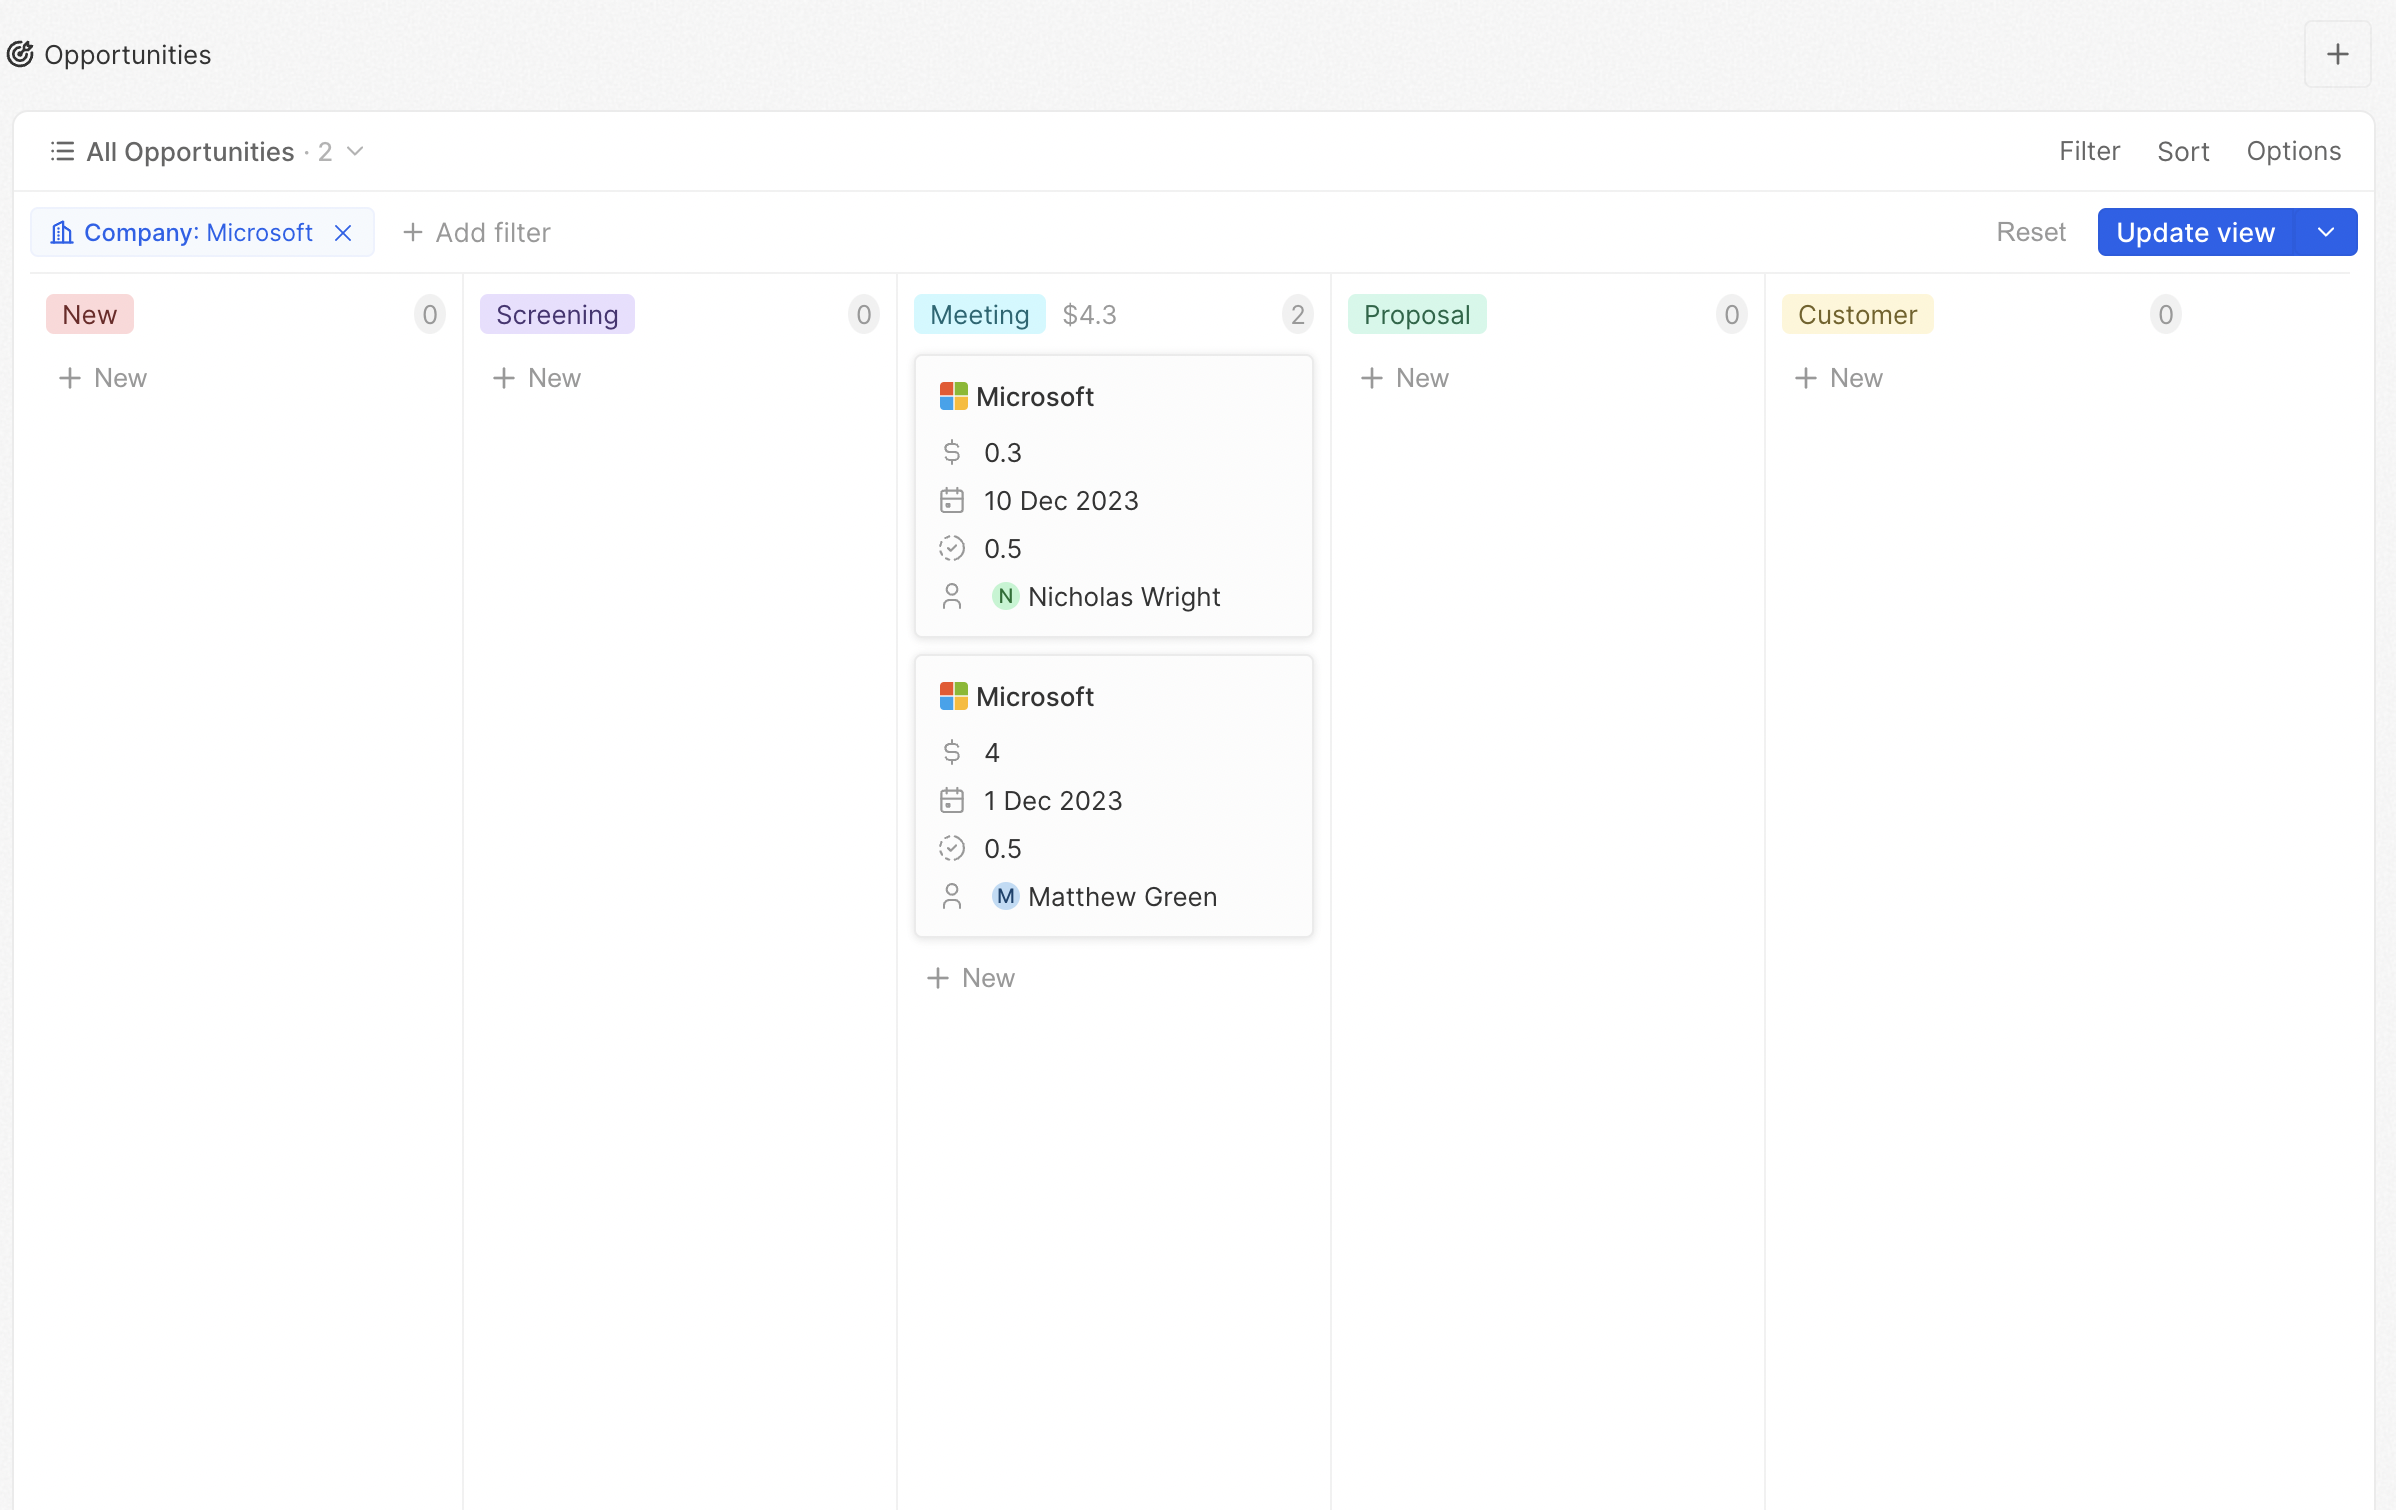 Opportunities
All Opportunities · 2
Filter Sort Options
Company: Microsoft
Add filter
Reset
Update view
New 0
New
Screening 0
New
Meeting $4.3 2
Microsoft
0.3
10 Dec 2023
0.5
N Nicholas Wright
Microsoft
4
1 Dec 2023
0.5
M Matthew Green
New
Proposal 0
New
Customer 0
New